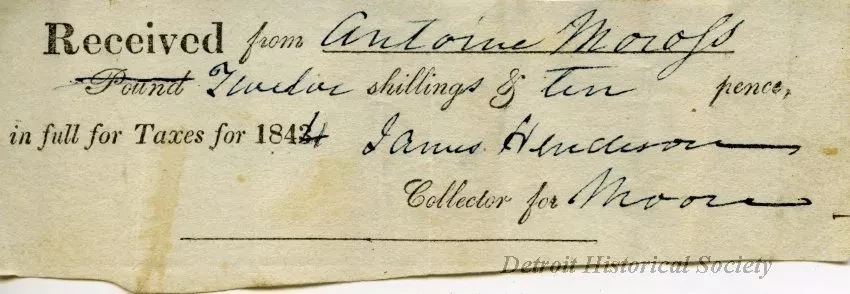 Received from Antoine Moross
Pound Twelve shillings & ten pence,
in full for Taxes for 1844 James Henderson
Collector for Moore
Detroit Historical Society